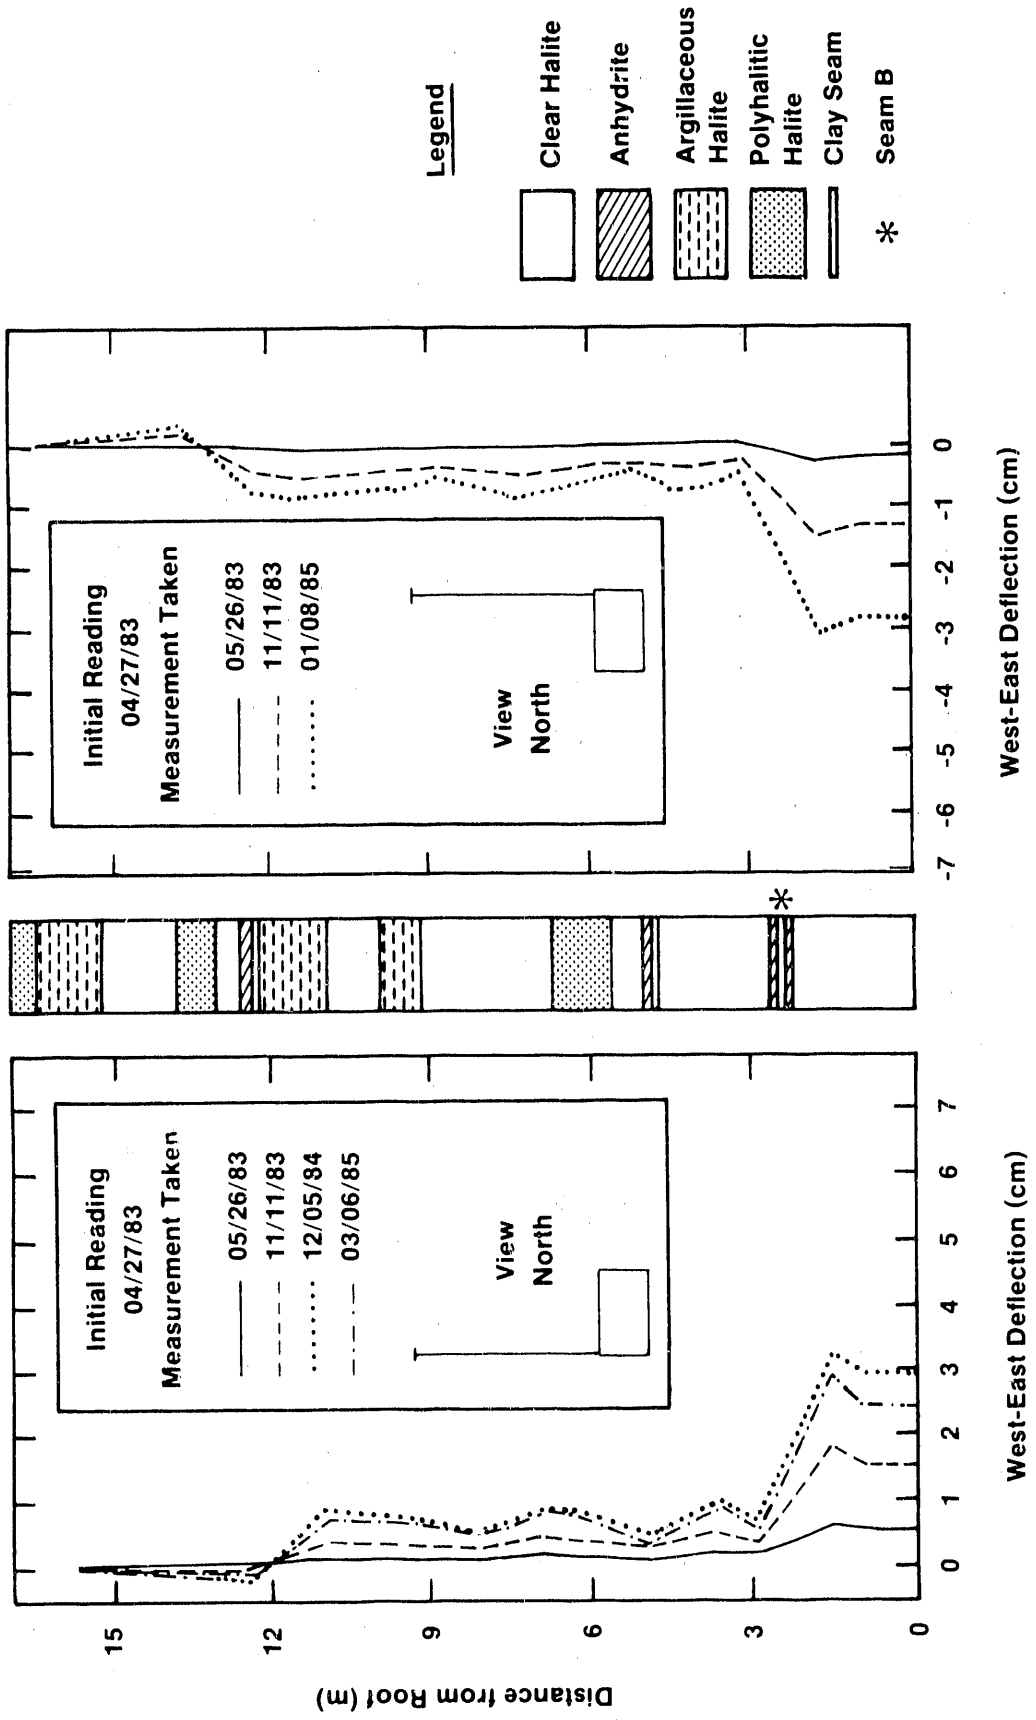 Distance from Roof (m)
15
12
9
6
3
0
Initial Reading
04/27/83
Measurement Taken
05/26/83
11/11/83
12/05/84
03/06/85
View
North
0
1
2
3
4
5
6
7
West-East Deflection (cm)
*
Initial Reading
04/27/83
Measurement Taken
05/26/83
11/11/83
01/08/85
View
North
-7
-6
-5
-4
-3
-2
-1
0
West-East Deflection (cm)
Legend
Clear Halite
Anhydrite
Argillaceous
Halite
Polyhalitic
Halite
Clay Seam
* Seam B